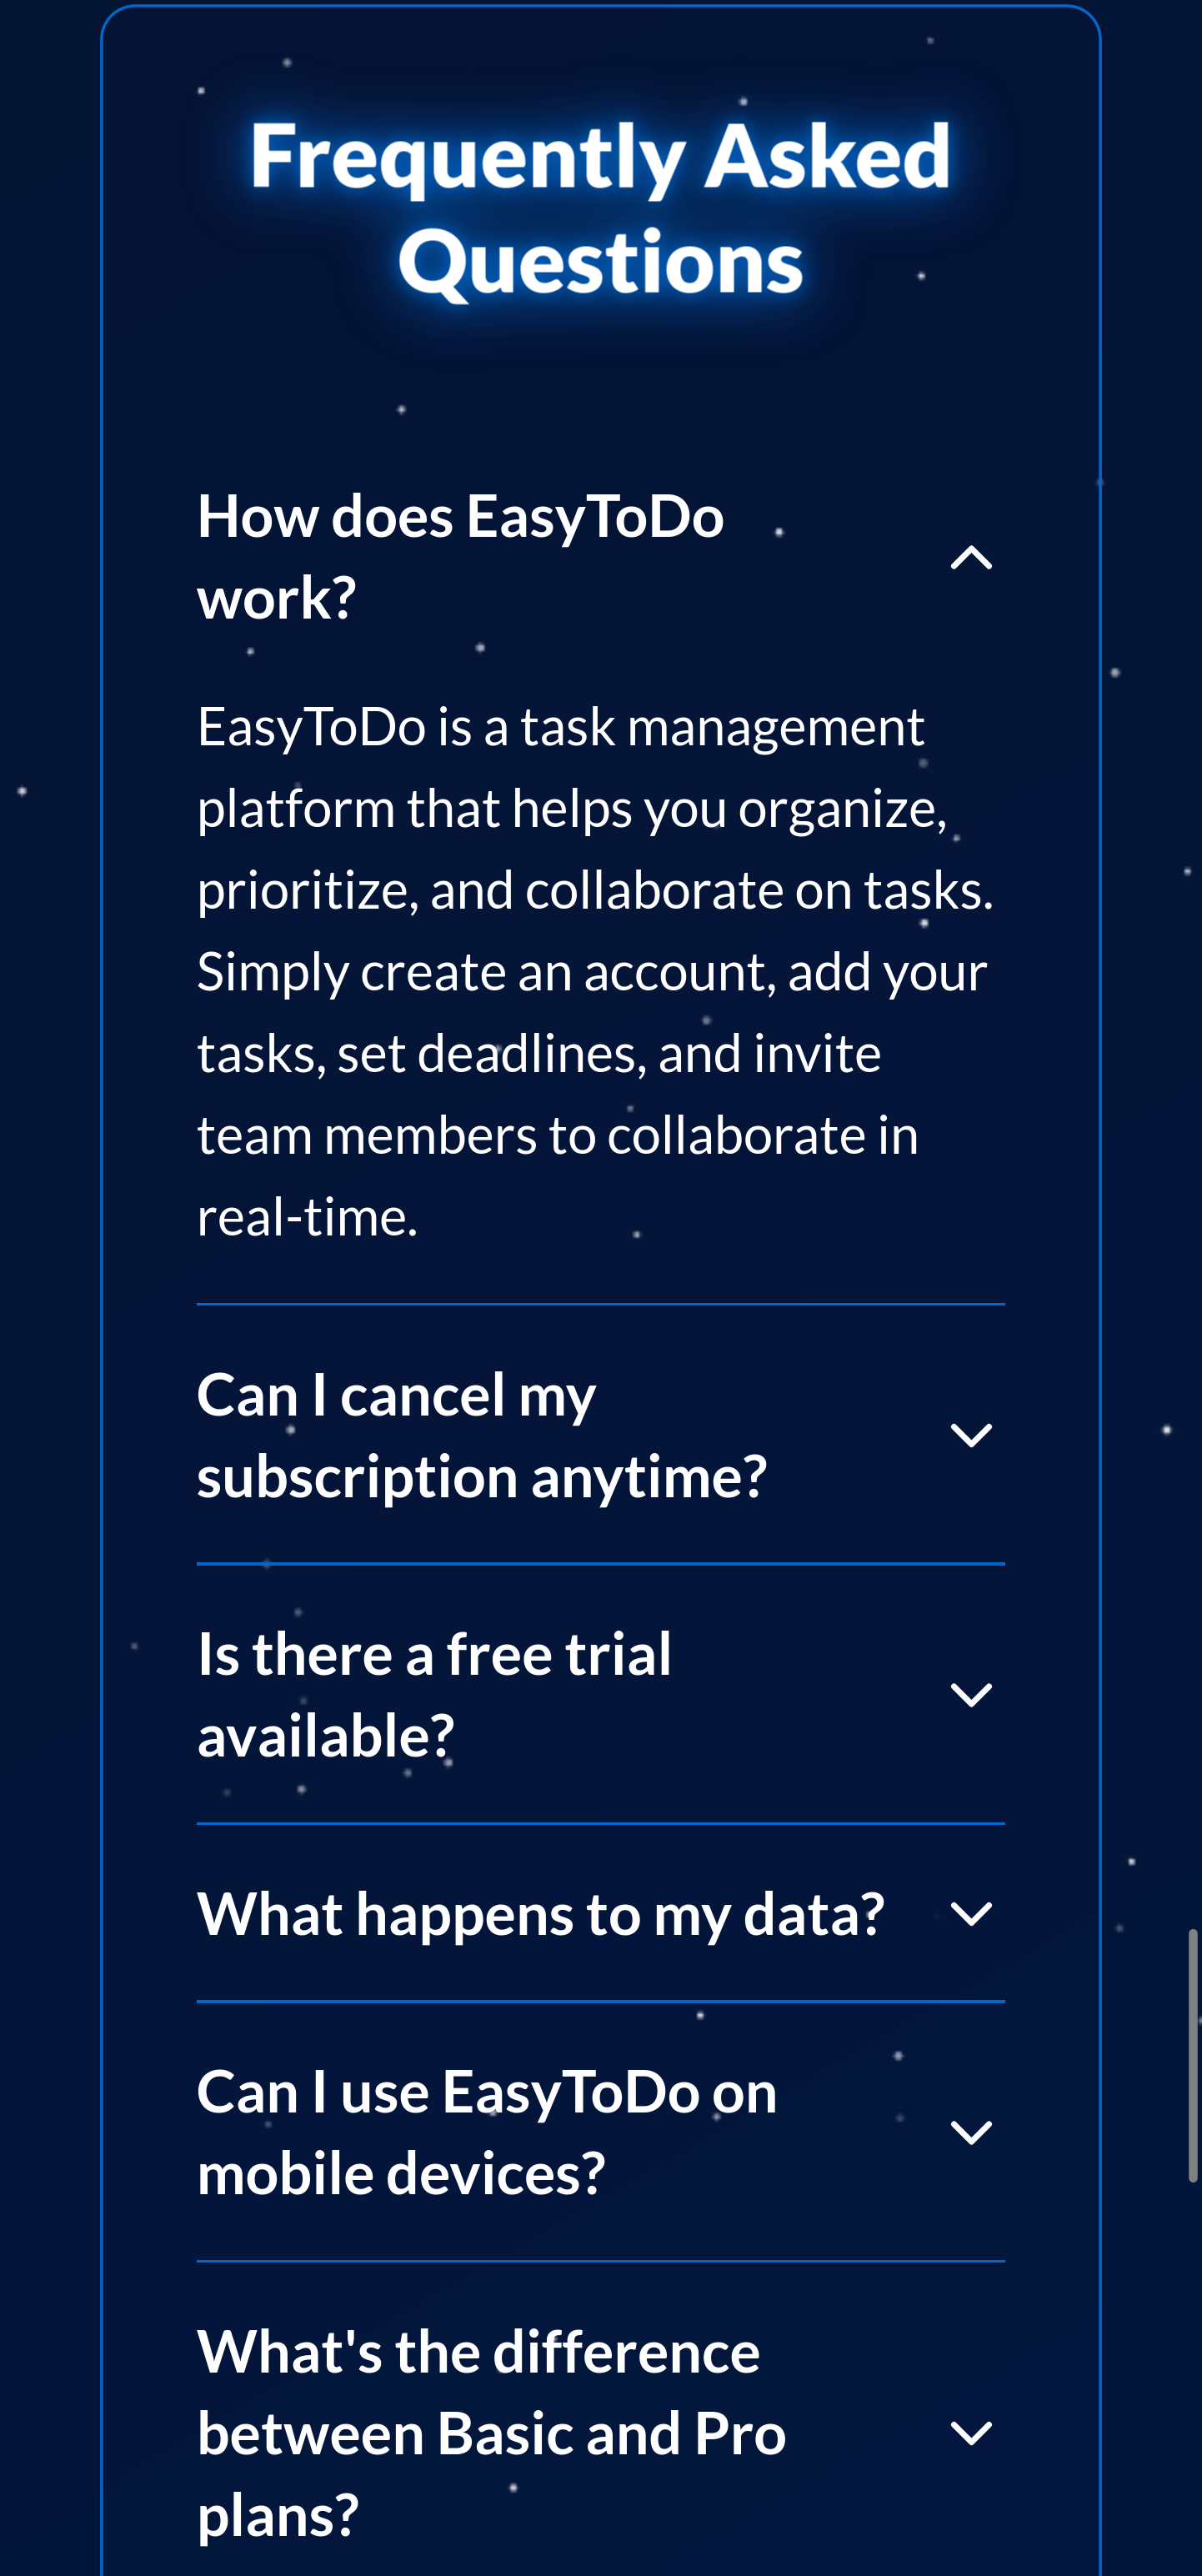 Frequently Asked
Questions
How does EasyToDo
work?
EasyToDo is a task management
platform that helps you organize,
prioritize, and collaborate on tasks.
Simply create an account, add your
tasks, set deadlines, and invite
team members to collaborate in
real-time.
Can I cancel my
subscription anytime?
Is there a free trial
available?
What happens to my data?
Can I use EasyToDo on
mobile devices?
What's the difference
between Basic and Pro
plans?